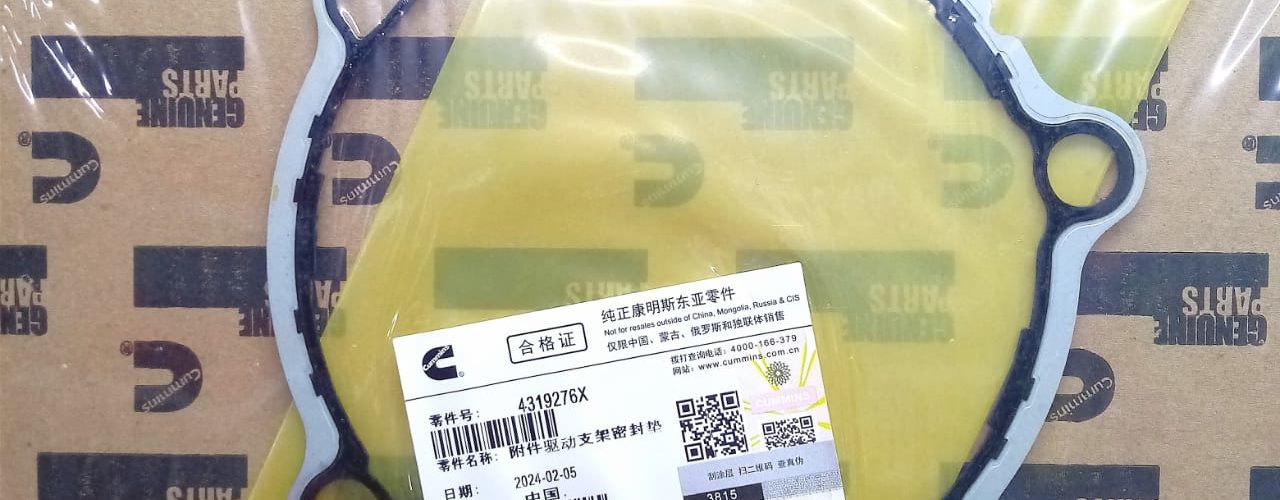 GENUINE
PARTS
Cummins
®
合格证
纯正康明斯东亚零件
Not for resales outside of China, Mongolia, Russia & CIS
仅限中国、蒙古、俄罗斯和独联体销售
拨打查询电话：4000-166-379
网站：www.cummins.com.cn
Cummins
®
零件号：
4319276X
零件名称：
附件驱动支架密封垫
日期：
2024-02-05
中国
CUMMINS
刮涂层 扫二维码 查真伪
3815